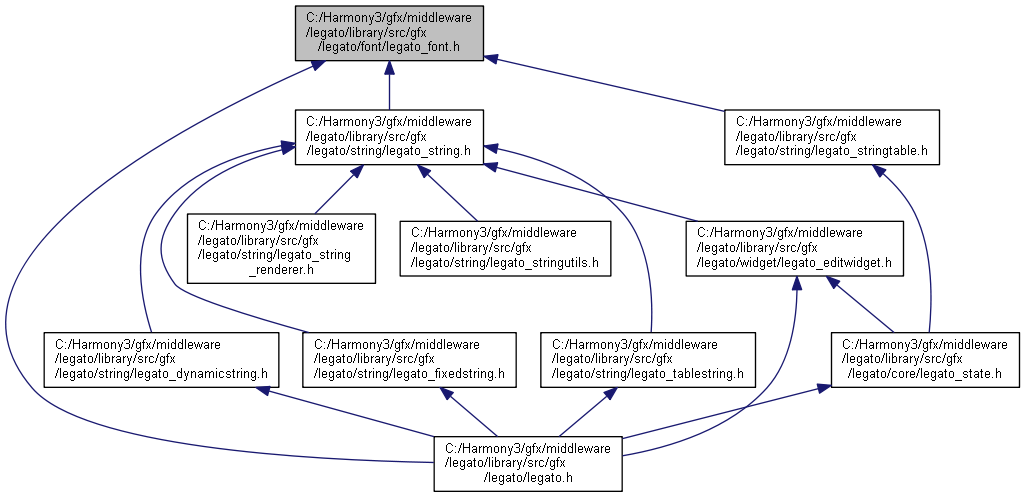 C:/Harmony3/gfx/middleware
/legato/library/src/gfx
/legato/font/legato_font.h
C:/Harmony3/gfx/middleware
/legato/library/src/gfx
/legato/string/legato_string.h
C:/Harmony3/gfx/middleware
/legato/library/src/gfx
/legato/string/legato_stringtable.h
C:/Harmony3/gfx/middleware
/legato/library/src/gfx
/legato/string/legato_string
_renderer.h
C:/Harmony3/gfx/middleware
/legato/library/src/gfx
/legato/string/legato_stringutils.h
C:/Harmony3/gfx/middleware
/legato/library/src/gfx
/legato/widget/legato_editwidget.h
C:/Harmony3/gfx/middleware
/legato/library/src/gfx
/legato/string/legato_dynamicstring.h
C:/Harmony3/gfx/middleware
/legato/library/src/gfx
/legato/string/legato_fixedstring.h
C:/Harmony3/gfx/middleware
/legato/library/src/gfx
/legato/string/legato_tablestring.h
C:/Harmony3/gfx/middleware
/legato/library/src/gfx
/legato/core/legato_state.h
C:/Harmony3/gfx/middleware
/legato/library/src/gfx
/legato/legato.h